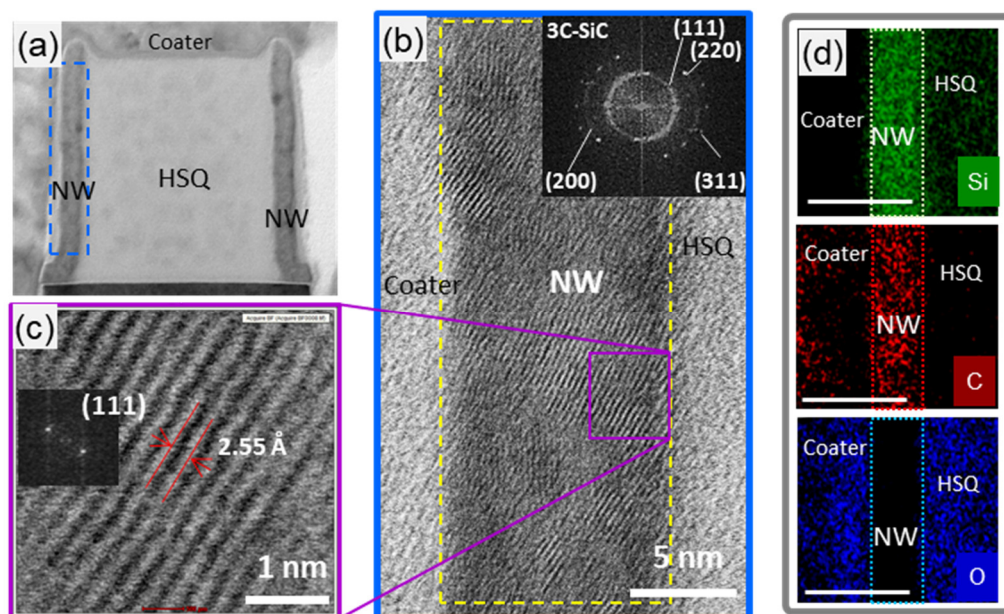 (a)
Coater
NW
HSQ
NW
(b)
3C-SiC
(111)
(220)
(200)
(311)
Coater
NW
HSQ
5 nm
(c)
(111)
2.55 Å
1 nm
(d)
Coater
NW
HSQ
Si
Coater
NW
HSQ
C
Coater
NW
HSQ
O